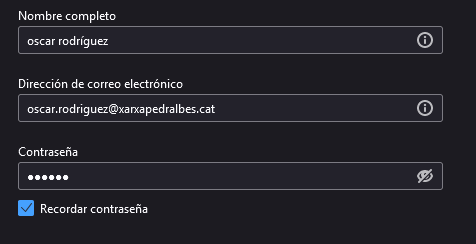 Nombre completo
oscar rodríguez
Dirección de correo electrónico
oscar.rodriguez@xarxapedralbes.cat
Contraseña
●●●●●●
Recordar contraseña